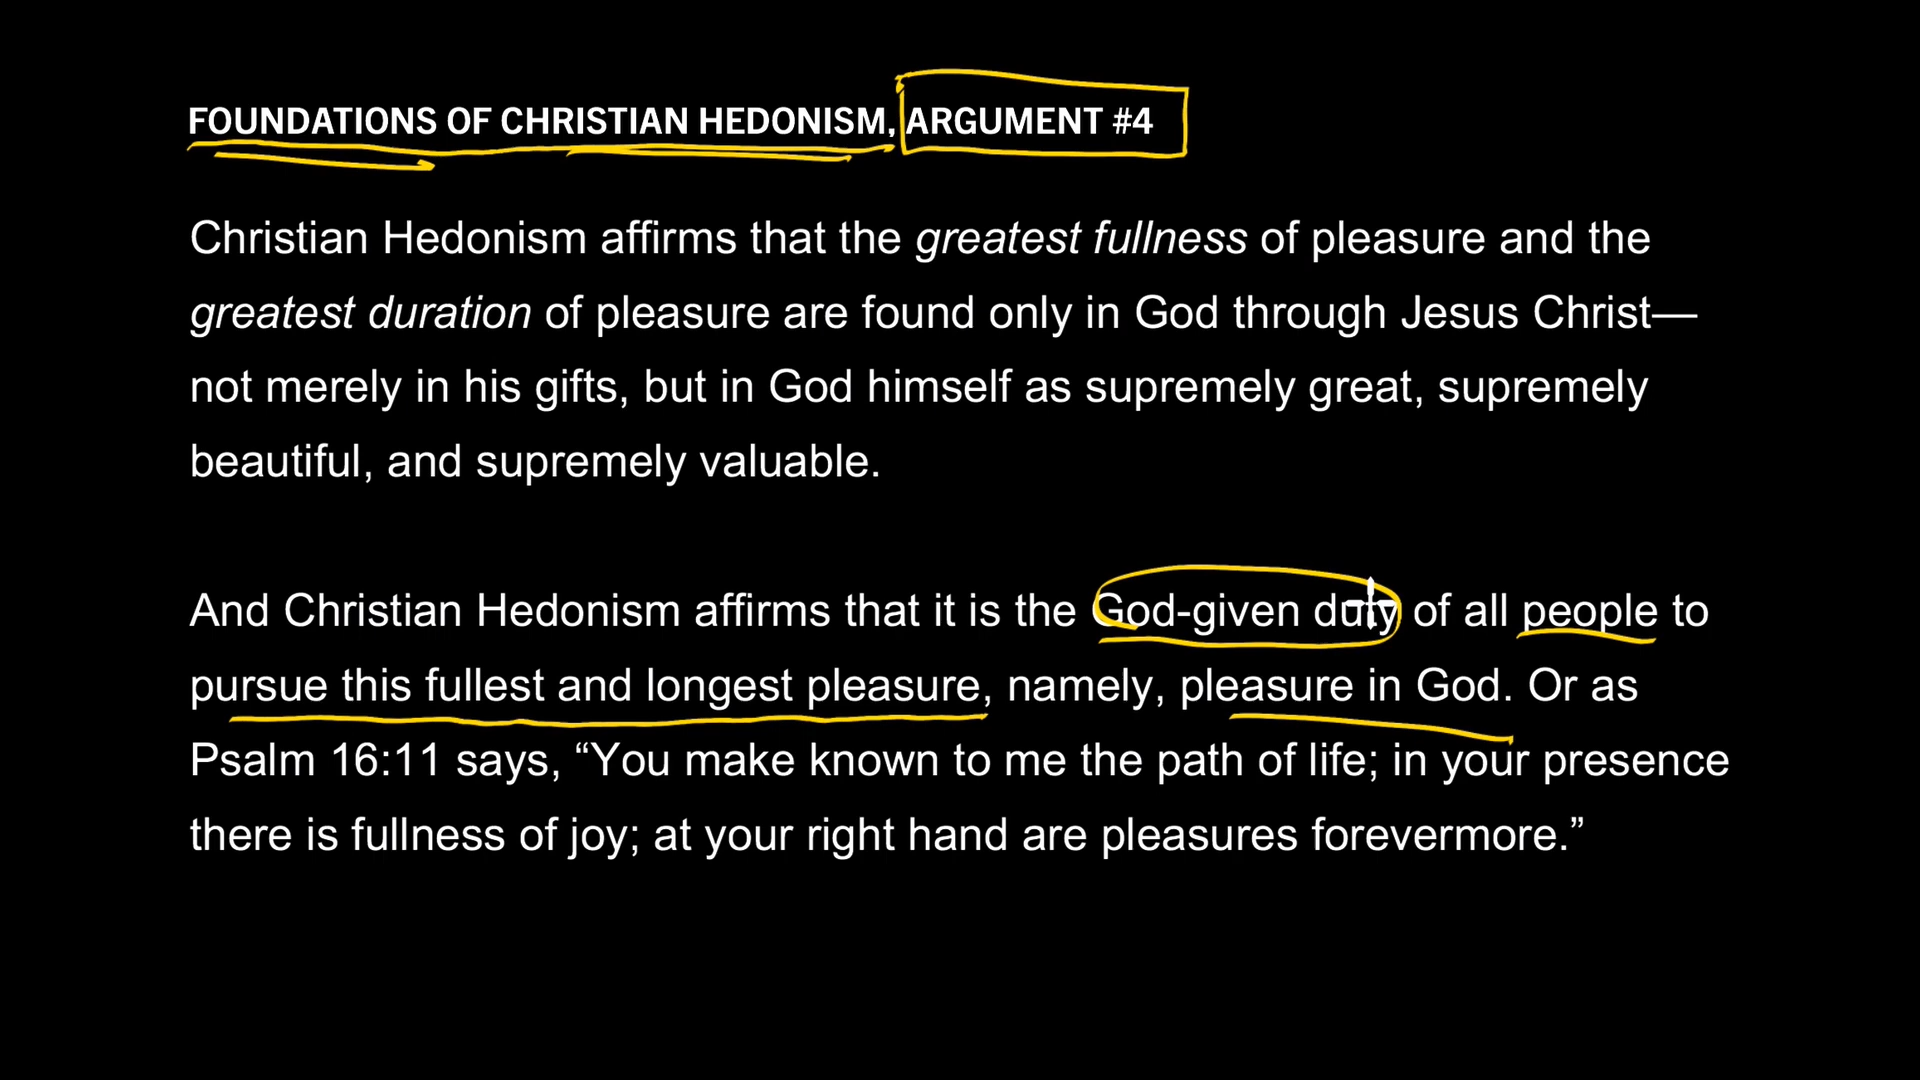 FOUNDATIONS OF CHRISTIAN HEDONISM, ARGUMENT #4
Christian Hedonism affirms that the greatest fullness of pleasure and the
greatest duration of pleasure are found only in God through Jesus Christ—
not merely in his gifts, but in God himself as supremely great, supremely
beautiful, and supremely valuable.
And Christian Hedonism affirms that it is the God-given duty of all people to
pursue this fullest and longest pleasure, namely, pleasure in God. Or as
Psalm 16:11 says, “You make known to me the path of life; in your presence
there is fullness of joy; at your right hand are pleasures forevermore.”